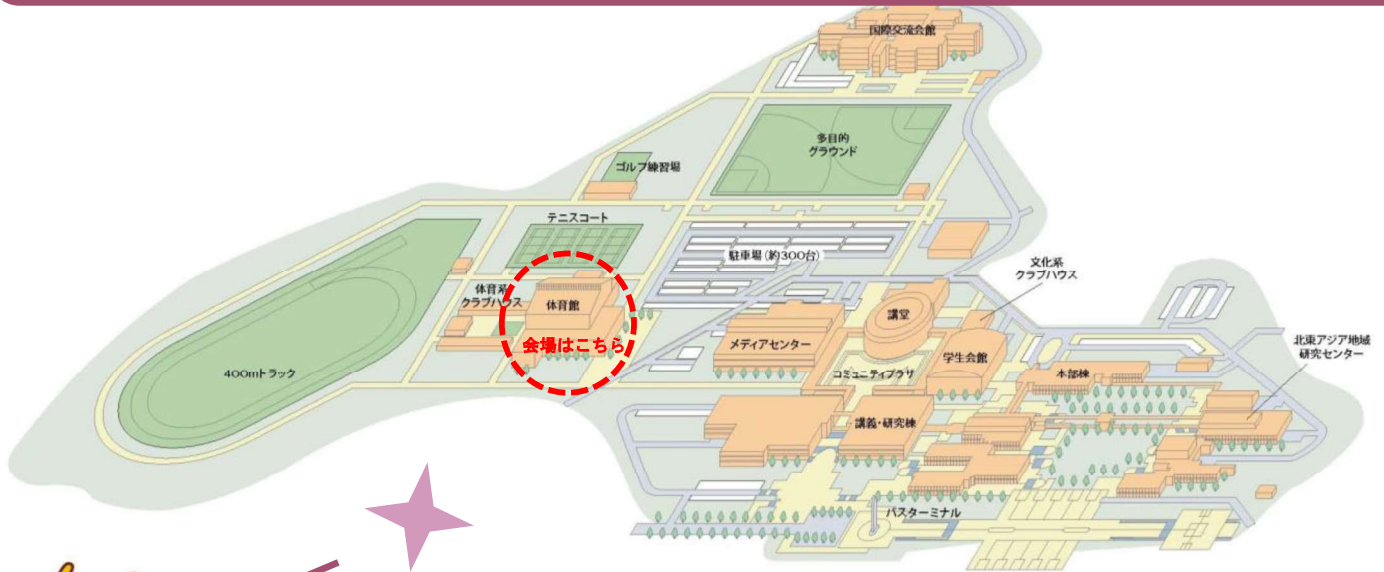 国際交流会館
多目的
グラウンド
ゴルフ練習場
テニスコート
駐車場(約300台)
文化系
クラブハウス
体育系
クラブハウス
体育館
会場はこちら
講堂
メディアセンター
学生会館
北東アジア地域
研究センター
400mトラック
コミュニティプラザ
本部棟
講義・研究棟
バスターミナル